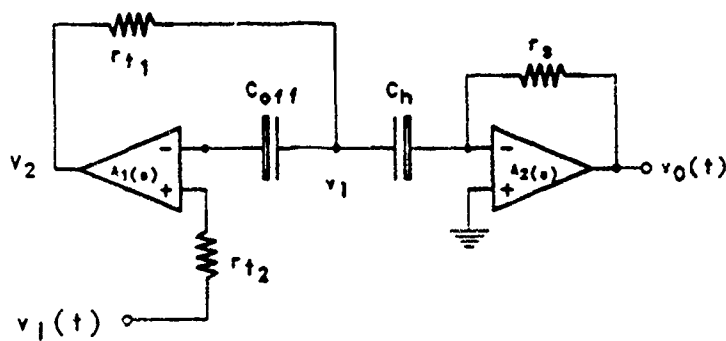 r_t1
r_s
C_off
C_h
v_2
A_1(s)
-
+
v_1
-
+
A_2(s)
v_0(t)
r_t2
v_i(t)